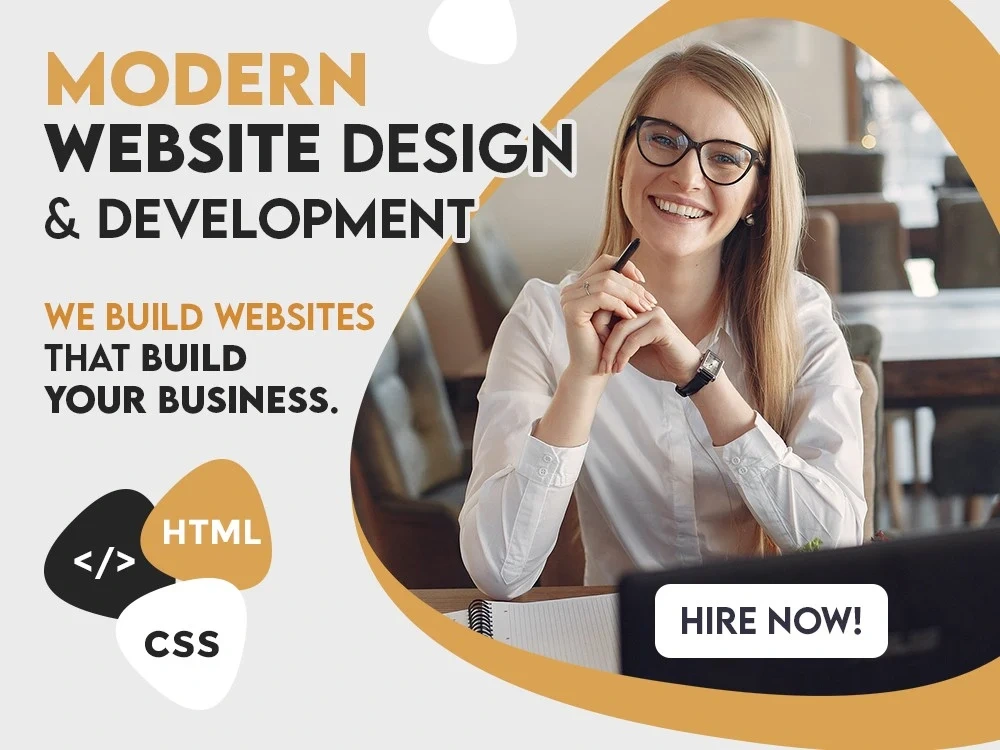 MODERN
WEBSITE DESIGN
& DEVELOPMENT
WE BUILD WEBSITES
THAT BUILD
YOUR BUSINESS.
</>
HTML
CSS
HIRE NOW!